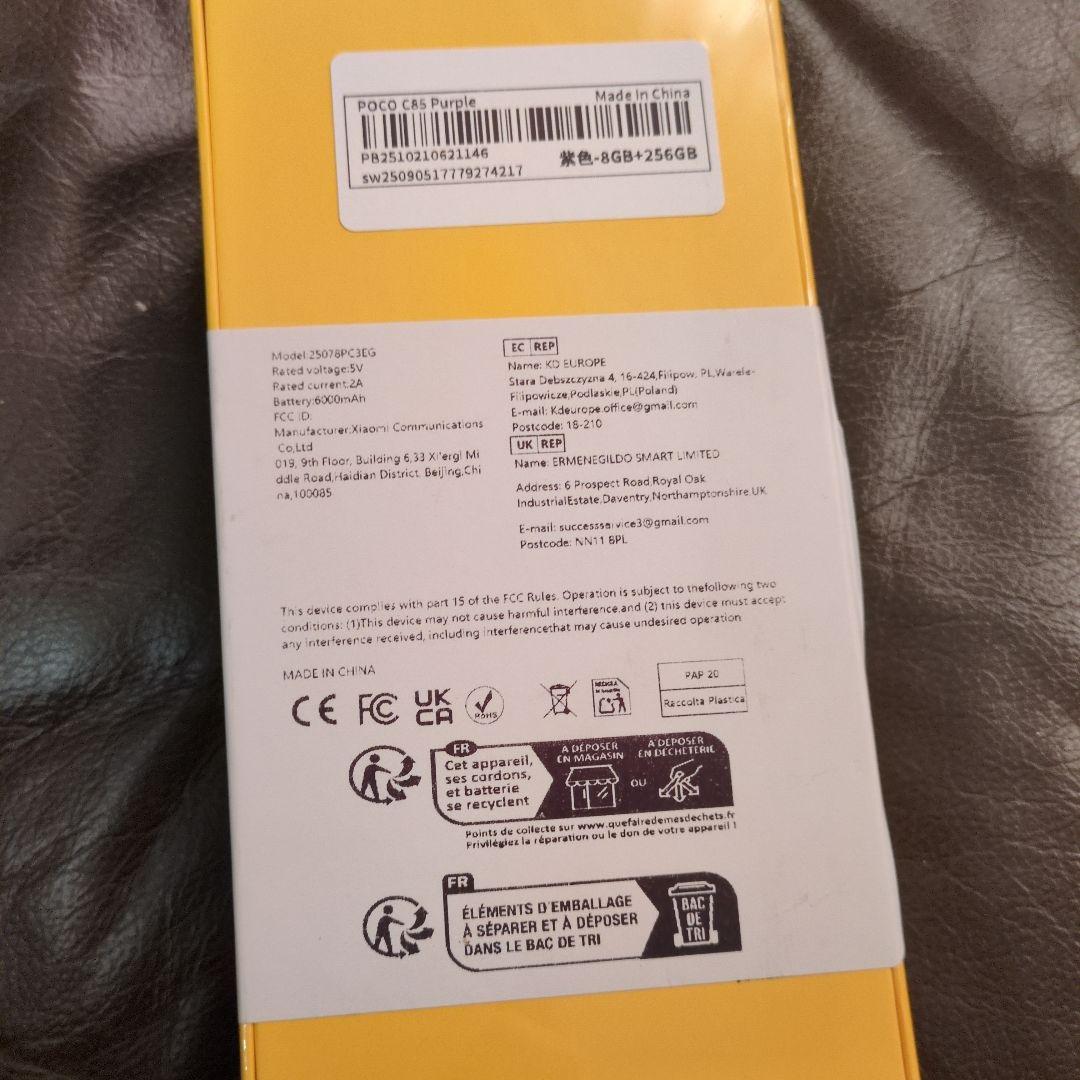 POCO C85 Purple
Made In China
PB2510210621146
紫色-8GB+256GB
sw25090517779274217
Model:25078PC3EG
Rated voltage:5V
Rated current:2A
Battery:6000mAh
FCC ID:
Manufacturer:Xiaomi Communications
Co,Ltd
019, 9th Floor, Building 6,33 Xi'ergi Mi
ddle Road,Haidian District, Beijing,Chi
na,100085
EC REP
Name: KD EUROPE
Stara Debszczyzna 4, 16-424,Filipow, PL,Warele-
Filipowicze,Podlaskie,PL(Poland)
E-mail: Kdeurope.office@gmail.com
Postcode: 18-210
UK REP
Name: ERMENEGILDO SMART LIMITED
Address: 6 Prospect Road,Royal Oak
IndustrialEstate,Daventry,Northamptonshire,UK
E-mail: successservice3@gmail.com
Postcode: NN11 8PL
This device complies with part 15 of the FCC Rules. Operation is subject to thefollowing two
conditions: (1)This device may not cause harmful interference,and (2) this device must accept
any interference received, including interferencethat may cause undesired operation
MADE IN CHINA
CE FC UK CA ROHS
PAP 20
Raccolta Plastica
FR
Cet appareil,
ses cordons,
et batterie
se recyclent
À DÉPOSER
EN MAGASIN
OU
À DÉPOSER
EN DÉCHÈTERIE
Points de collecte sur www.quefairedemesdechets.fr
Privilégiez la réparation ou le don de votre appareil !
FR
ÉLÉMENTS D'EMBALLAGE
À SÉPARER ET À DÉPOSER
DANS LE BAC DE TRI
BAC
DE
TRI